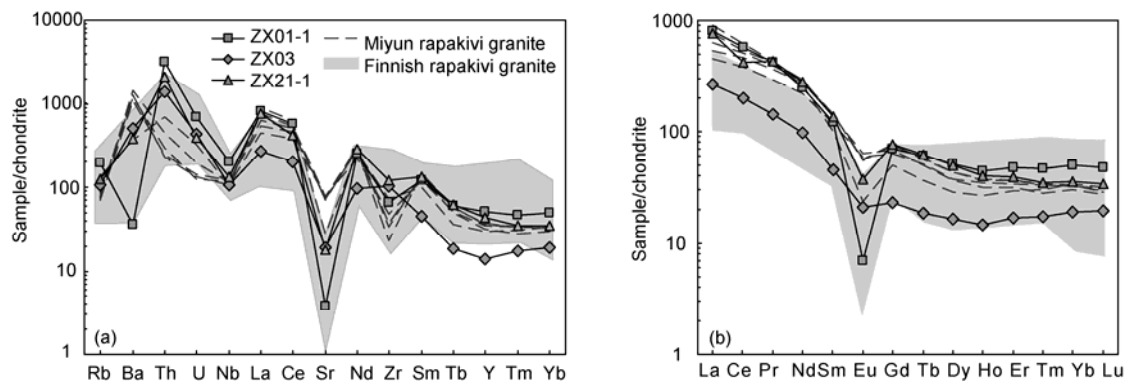 10000
1000
100
10
1
Sample/chondrite
ZX01-1
ZX03
ZX21-1
Miyun rapakivi granite
Finnish rapakivi granite
(a)
Rb Ba Th U Nb La Ce Sr Nd Zr Sm Tb Y Tm Yb
1000
100
10
1
Sample/chondrite
(b)
La Ce Pr Nd Sm Eu Gd Tb Dy Ho Er Tm Yb Lu